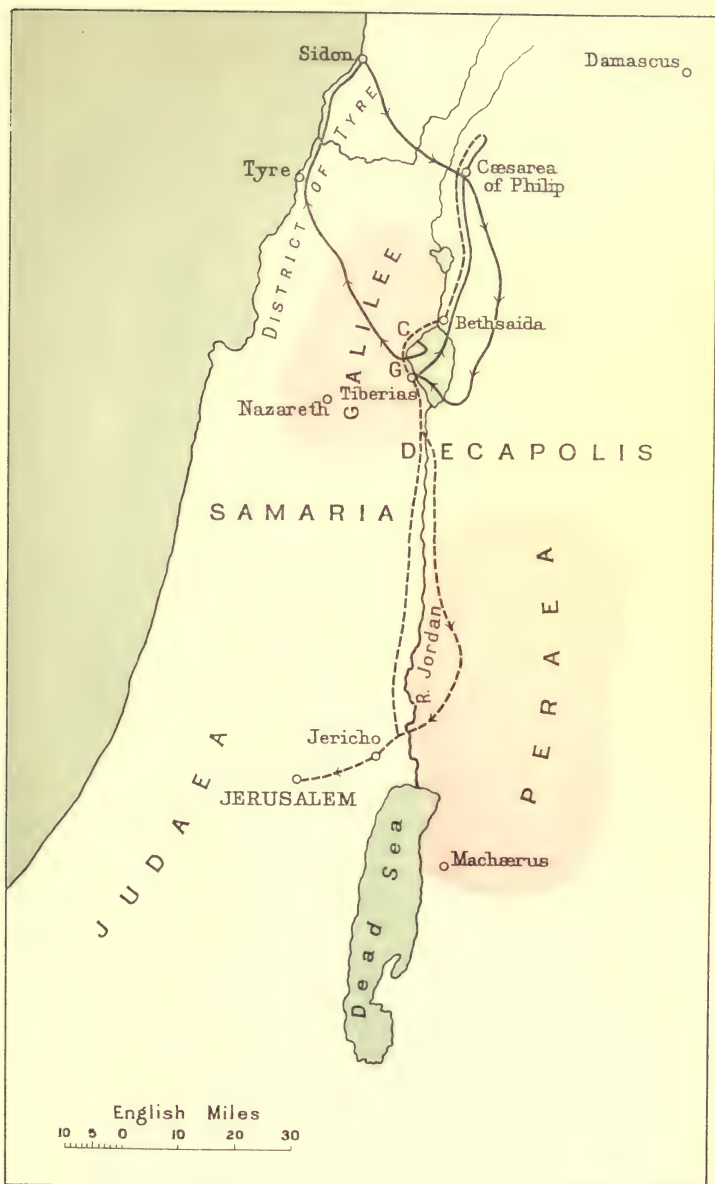 Sidon
Damascus
DISTRICT OF TYRE
Tyre
Cæsarea
of Philip
GALILEE
C
Bethsaida
G
Tiberias
Nazareth
DECAPOLIS
SAMARIA
PERAEA
R. Jordan
Jericho
JERUSALEM
JUDAEA
Machærus
Dead Sea
English Miles
10 5 0 10 20 30